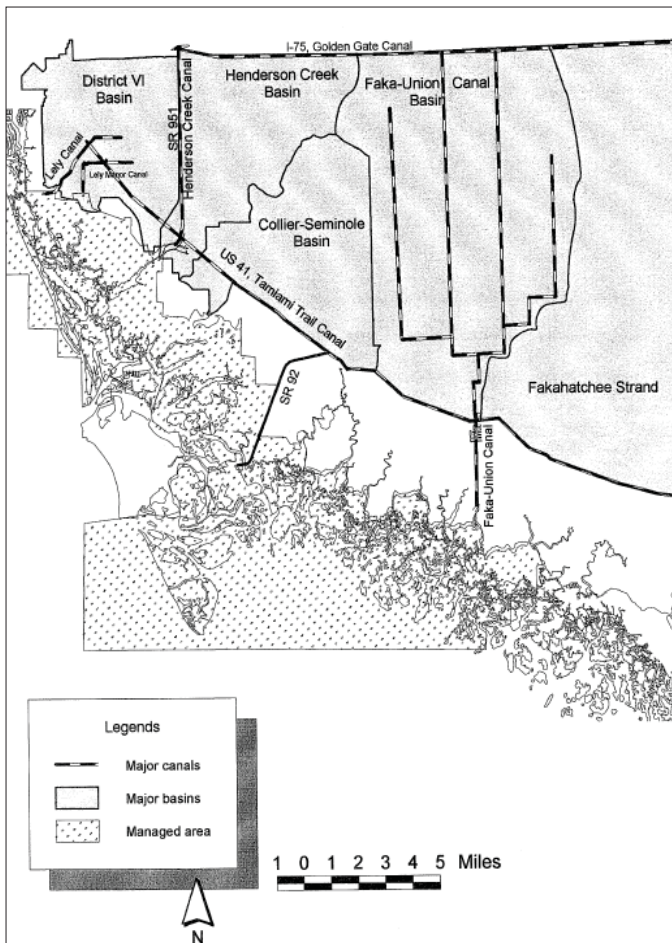 I-75, Golden Gate Canal
District VI
Basin
Henderson Creek
Basin
Faka-Union
Basin
Canal
SR 951
Henderson Creek Canal
Lely Canal
Lely Manor Canal
Collier-Seminole
Basin
US 41, Tamiami Trail Canal
SR 92
Fakahatchee Strand
Faka-Union Canal
Legends
Major canals
Major basins
Managed area
1 0 1 2 3 4 5 Miles
N